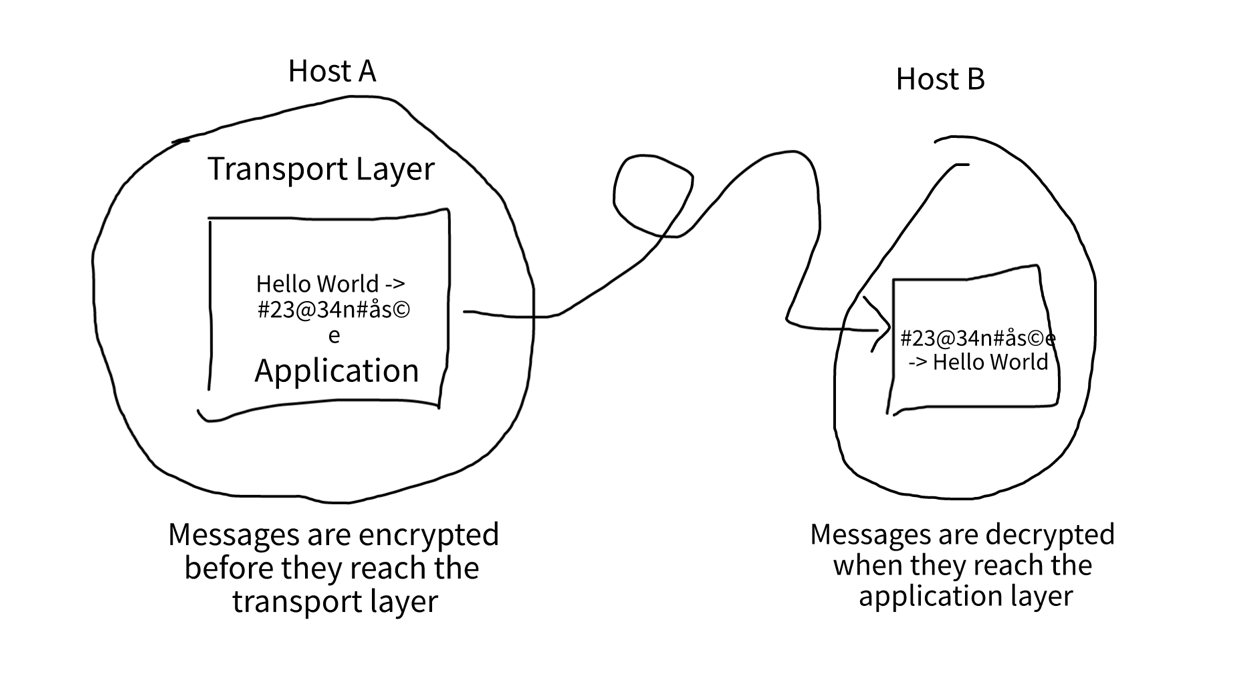 Host A
Transport Layer
Hello World ->
#23@34n#ås©
e
Application
Messages are encrypted
before they reach the
transport layer
Host B
#23@34n#ås©e
-> Hello World
Messages are decrypted
when they reach the
application layer